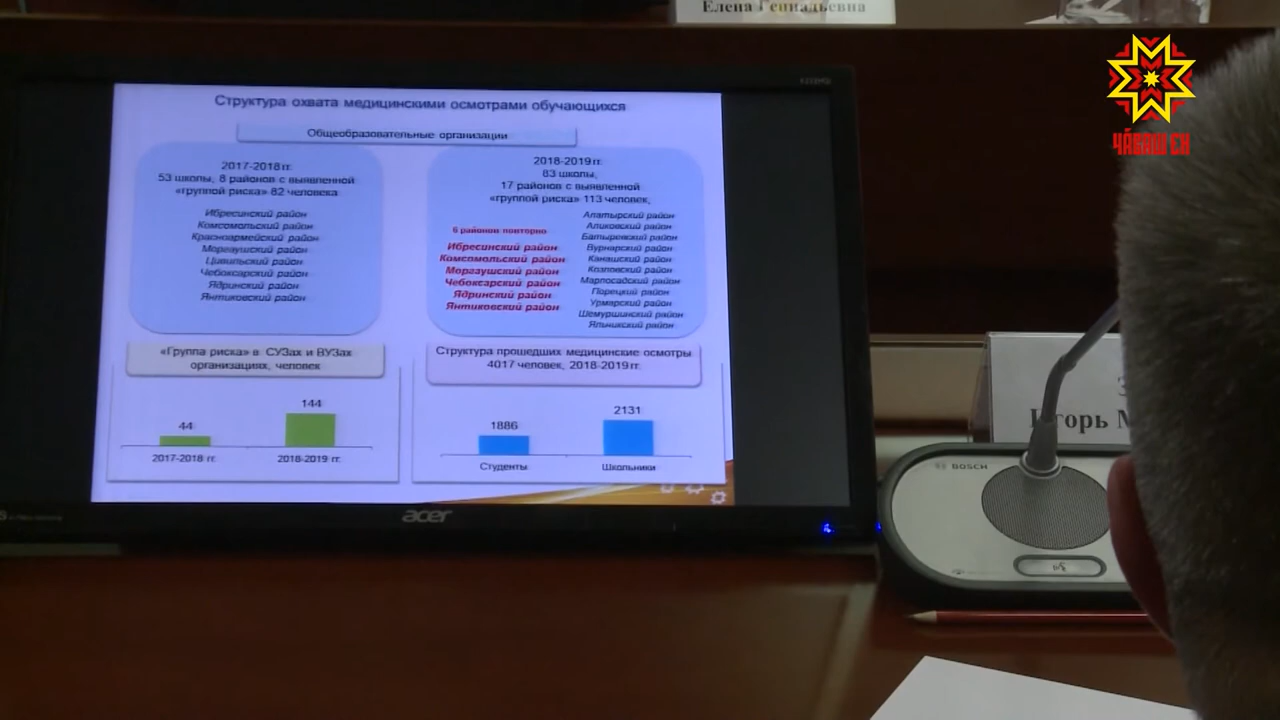 Елена Геннадьевна
ЧӐВАШ ЕН
Структура охвата медицинскими осмотрами обучающихся
Общеобразовательные организации
2017-2018 гг.
53 школы, 8 районов с выявленной
«группой риска» 82 человека
Ибресинский район
Комсомольский район
Красноармейский район
Моргаушский район
Цивильский район
Чебоксарский район
Ядринский район
Янтиковский район
2018-2019 гг.
83 школы,
17 районов с выявленной
«группой риска» 113 человек,
6 районов повторно
Ибресинский район
Комсомольский район
Моргаушский район
Чебоксарский район
Ядринский район
Янтиковский район
Алатырский район
Аликовский район
Батыревский район
Вурнарский район
Канашский район
Козловский район
Марпосадский район
Порецкий район
Урмарский район
Шемуршинский район
Яльчикский район
«Группа риска» в СУЗах и ВУЗах
организациях, человек
44
144
2017-2018 гг.
2018-2019 гг.
Структура прошедших медицинские осмотры
4017 человек, 2018-2019 гг.
1886
2131
Студенты
Школьники
acer
BOSCH